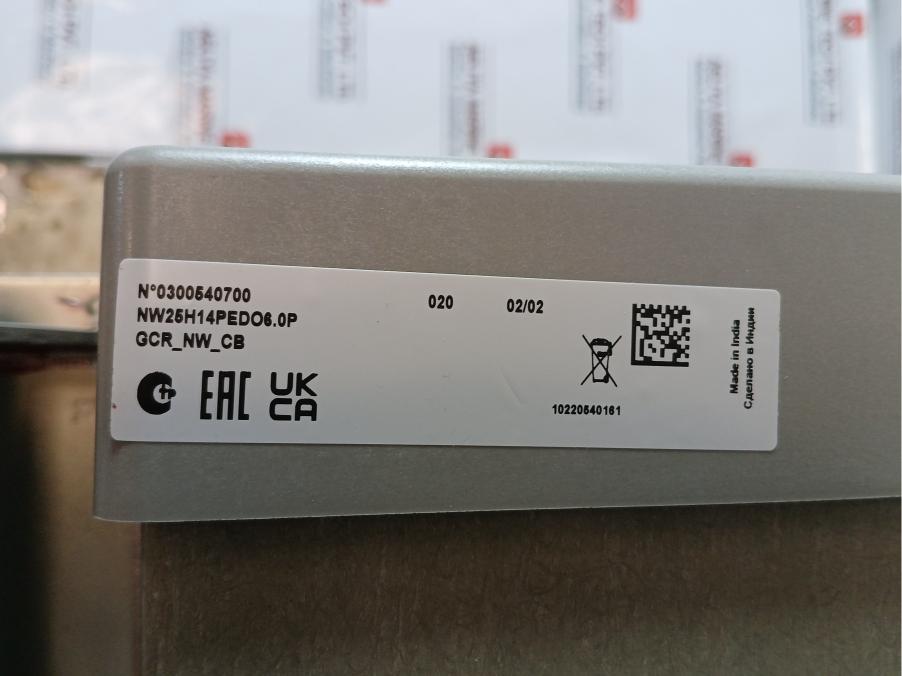 N°0300540700
NW25H14PEDO6.0P
GCR_NW_CB
020
02/02
EAC
UK
CA
10220540161
Made in India
Сделано в Индии